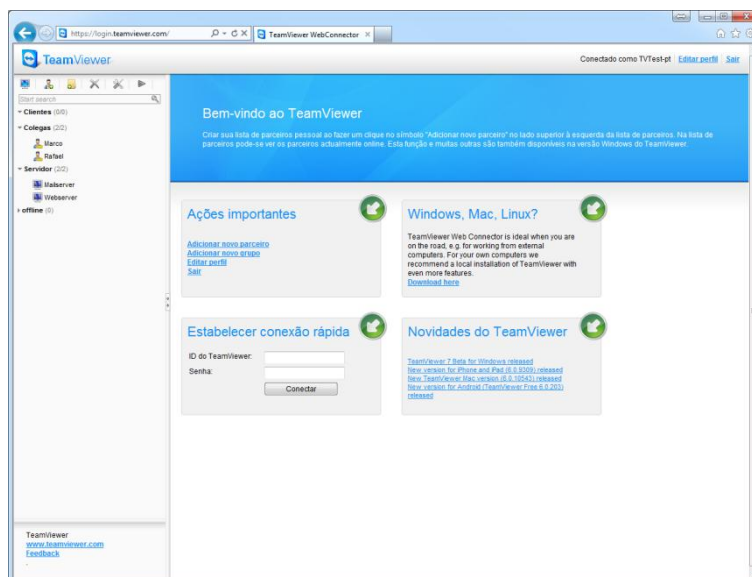 https://login.teamviewer.com/
TeamViewer WebConnector
TeamViewer
Conectado como TVTest-pt
Editar perfil
Sair
Start search
Clientes (0/0)
Colegas (2/2)
Marco
Rafael
Servidor (2/2)
Mailserver
Webserver
offline (0)
Bem-vindo ao TeamViewer
Criar sua lista de parceiros pessoal ao fazer um clique no símbolo "Adicionar novo parceiro" no lado superior à esquerda da lista de parceiros. Na lista de
parceiros pode-se ver os parceiros actualmente online. Esta função e muitas outras são também disponíveis na versão Windows do TeamViewer.
Ações importantes
Adicionar novo parceiro
Adicionar novo grupo
Editar perfil
Sair
Windows, Mac, Linux?
TeamViewer Web Connector is ideal when you are
on the road, e.g. for working from external
computers. For your own computers we
recommend a local installation of TeamViewer with
even more features.
Download here
Estabelecer conexão rápida
ID do TeamViewer:
Senha:
Conectar
Novidades do TeamViewer
TeamViewer 7 Beta for Windows released
New version for iPhone and iPad (6.0.9309) released
New TeamViewer Mac version (6.0.10543) released
New version for Android (TeamViewer Free 6.0.203)
released
TeamViewer
www.teamviewer.com
Feedback